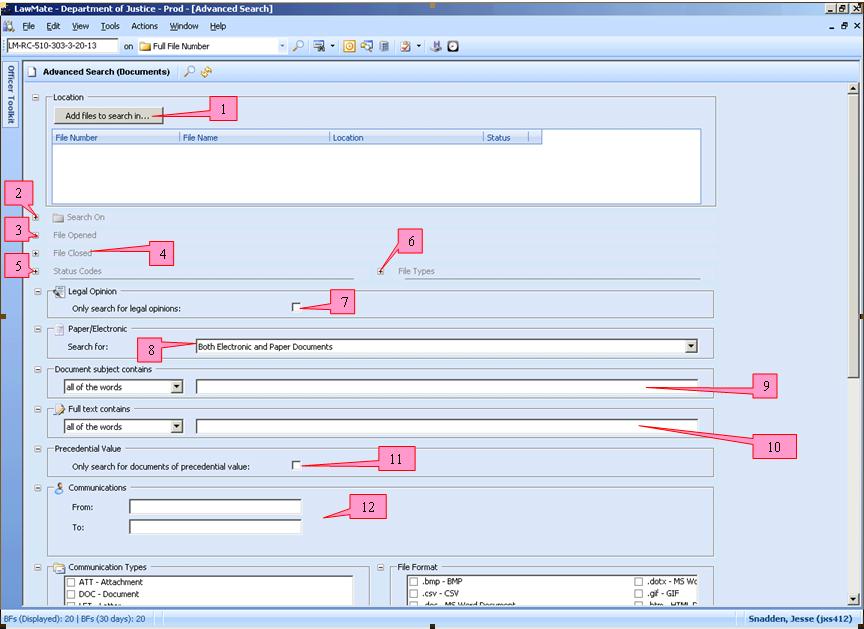 LawMate - Department of Justice - Prod - [Advanced Search]
File Edit View Tools Actions Window Help
LM-RC-510-303-3-20-13 on Full File Number
Officer Toolkit
Advanced Search (Documents)
Location
Add files to search in... 1
File Number File Name Location Status
2
Search On
3 File Opened
File Closed 4
5 Status Codes 6 File Types
Legal Opinion
Only search for legal opinions: 7
Paper/Electronic
Search for: 8 Both Electronic and Paper Documents
Document subject contains
all of the words 9
Full text contains
all of the words 10
Precedential Value
Only search for documents of precedential value: 11
Communications
From: 12
To:
Communication Types File Format
ATT - Attachment .bmp - BMP .dotx - MS Wo
DOC - Document .csv - CSV .gif - GIF
LET - Letter .doc - MS Word Document .htm - HTML D
BFs (Displayed): 20 | BFs (30 days): 20 Snadden, Jesse (jxs412)